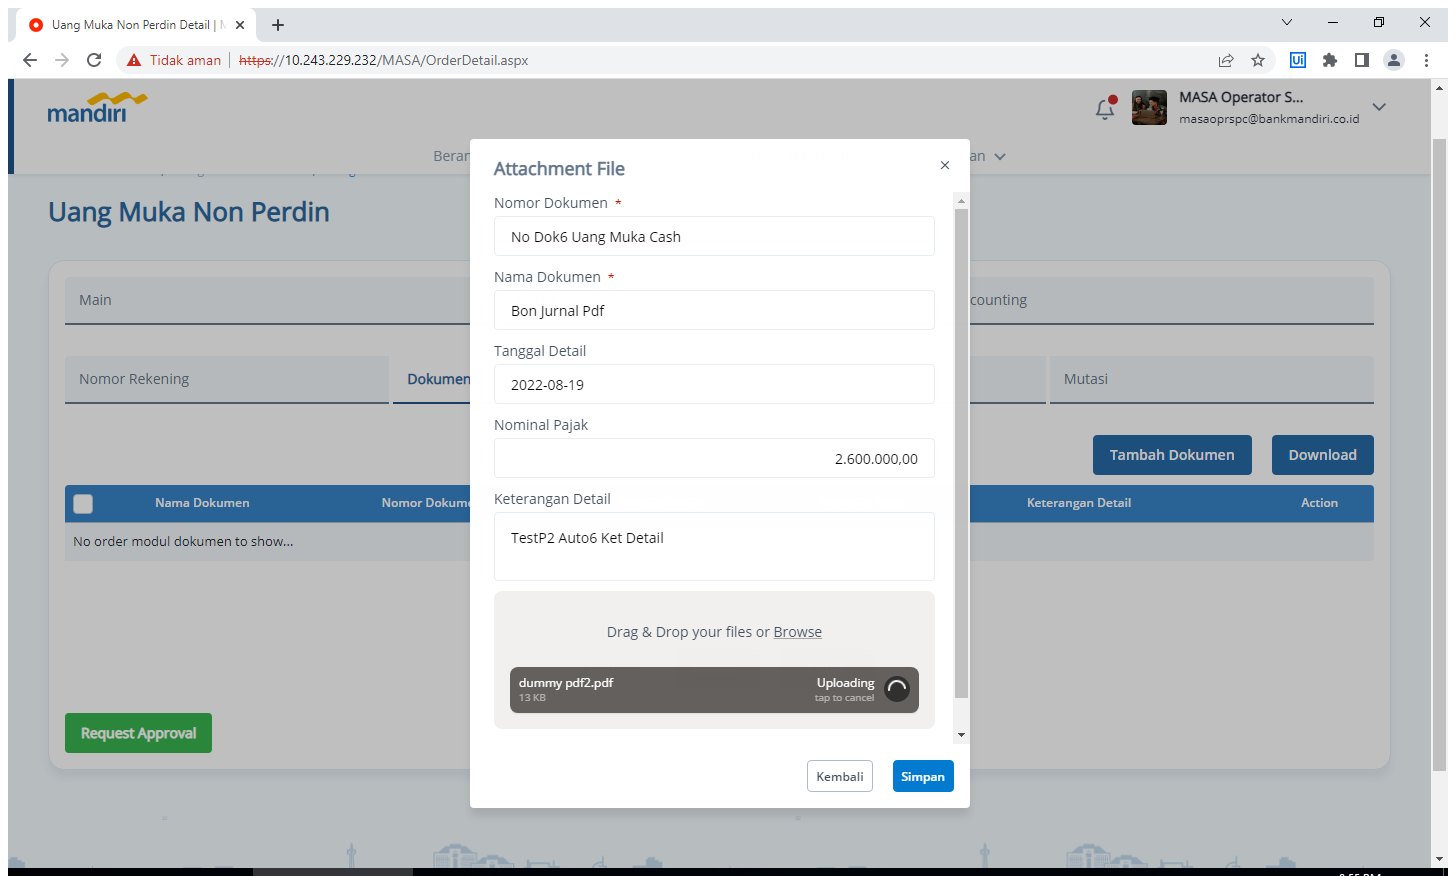 Uang Muka Non Perdin Detail |
Tidak aman | https://10.243.229.232/MASA/OrderDetail.aspx
mandiri
MASA Operator S...
masaoprspc@bankmandiri.co.id
Uang Muka Non Perdin
Main
Nomor Rekening
Dokumen
Mutasi
Tambah Dokumen
Download
Nama Dokumen
Keterangan Detail
Action
No order modul dokumen to show...
Request Approval
Attachment File
Nomor Dokumen *
No Dok6 Uang Muka Cash
Nama Dokumen *
Bon Jurnal Pdf
Tanggal Detail
2022-08-19
Nominal Pajak
2.600.000,00
Keterangan Detail
TestP2 Auto6 Ket Detail
Drag & Drop your files or Browse
dummy pdf2.pdf
13 KB
Uploading
tap to cancel
Kembali
Simpan